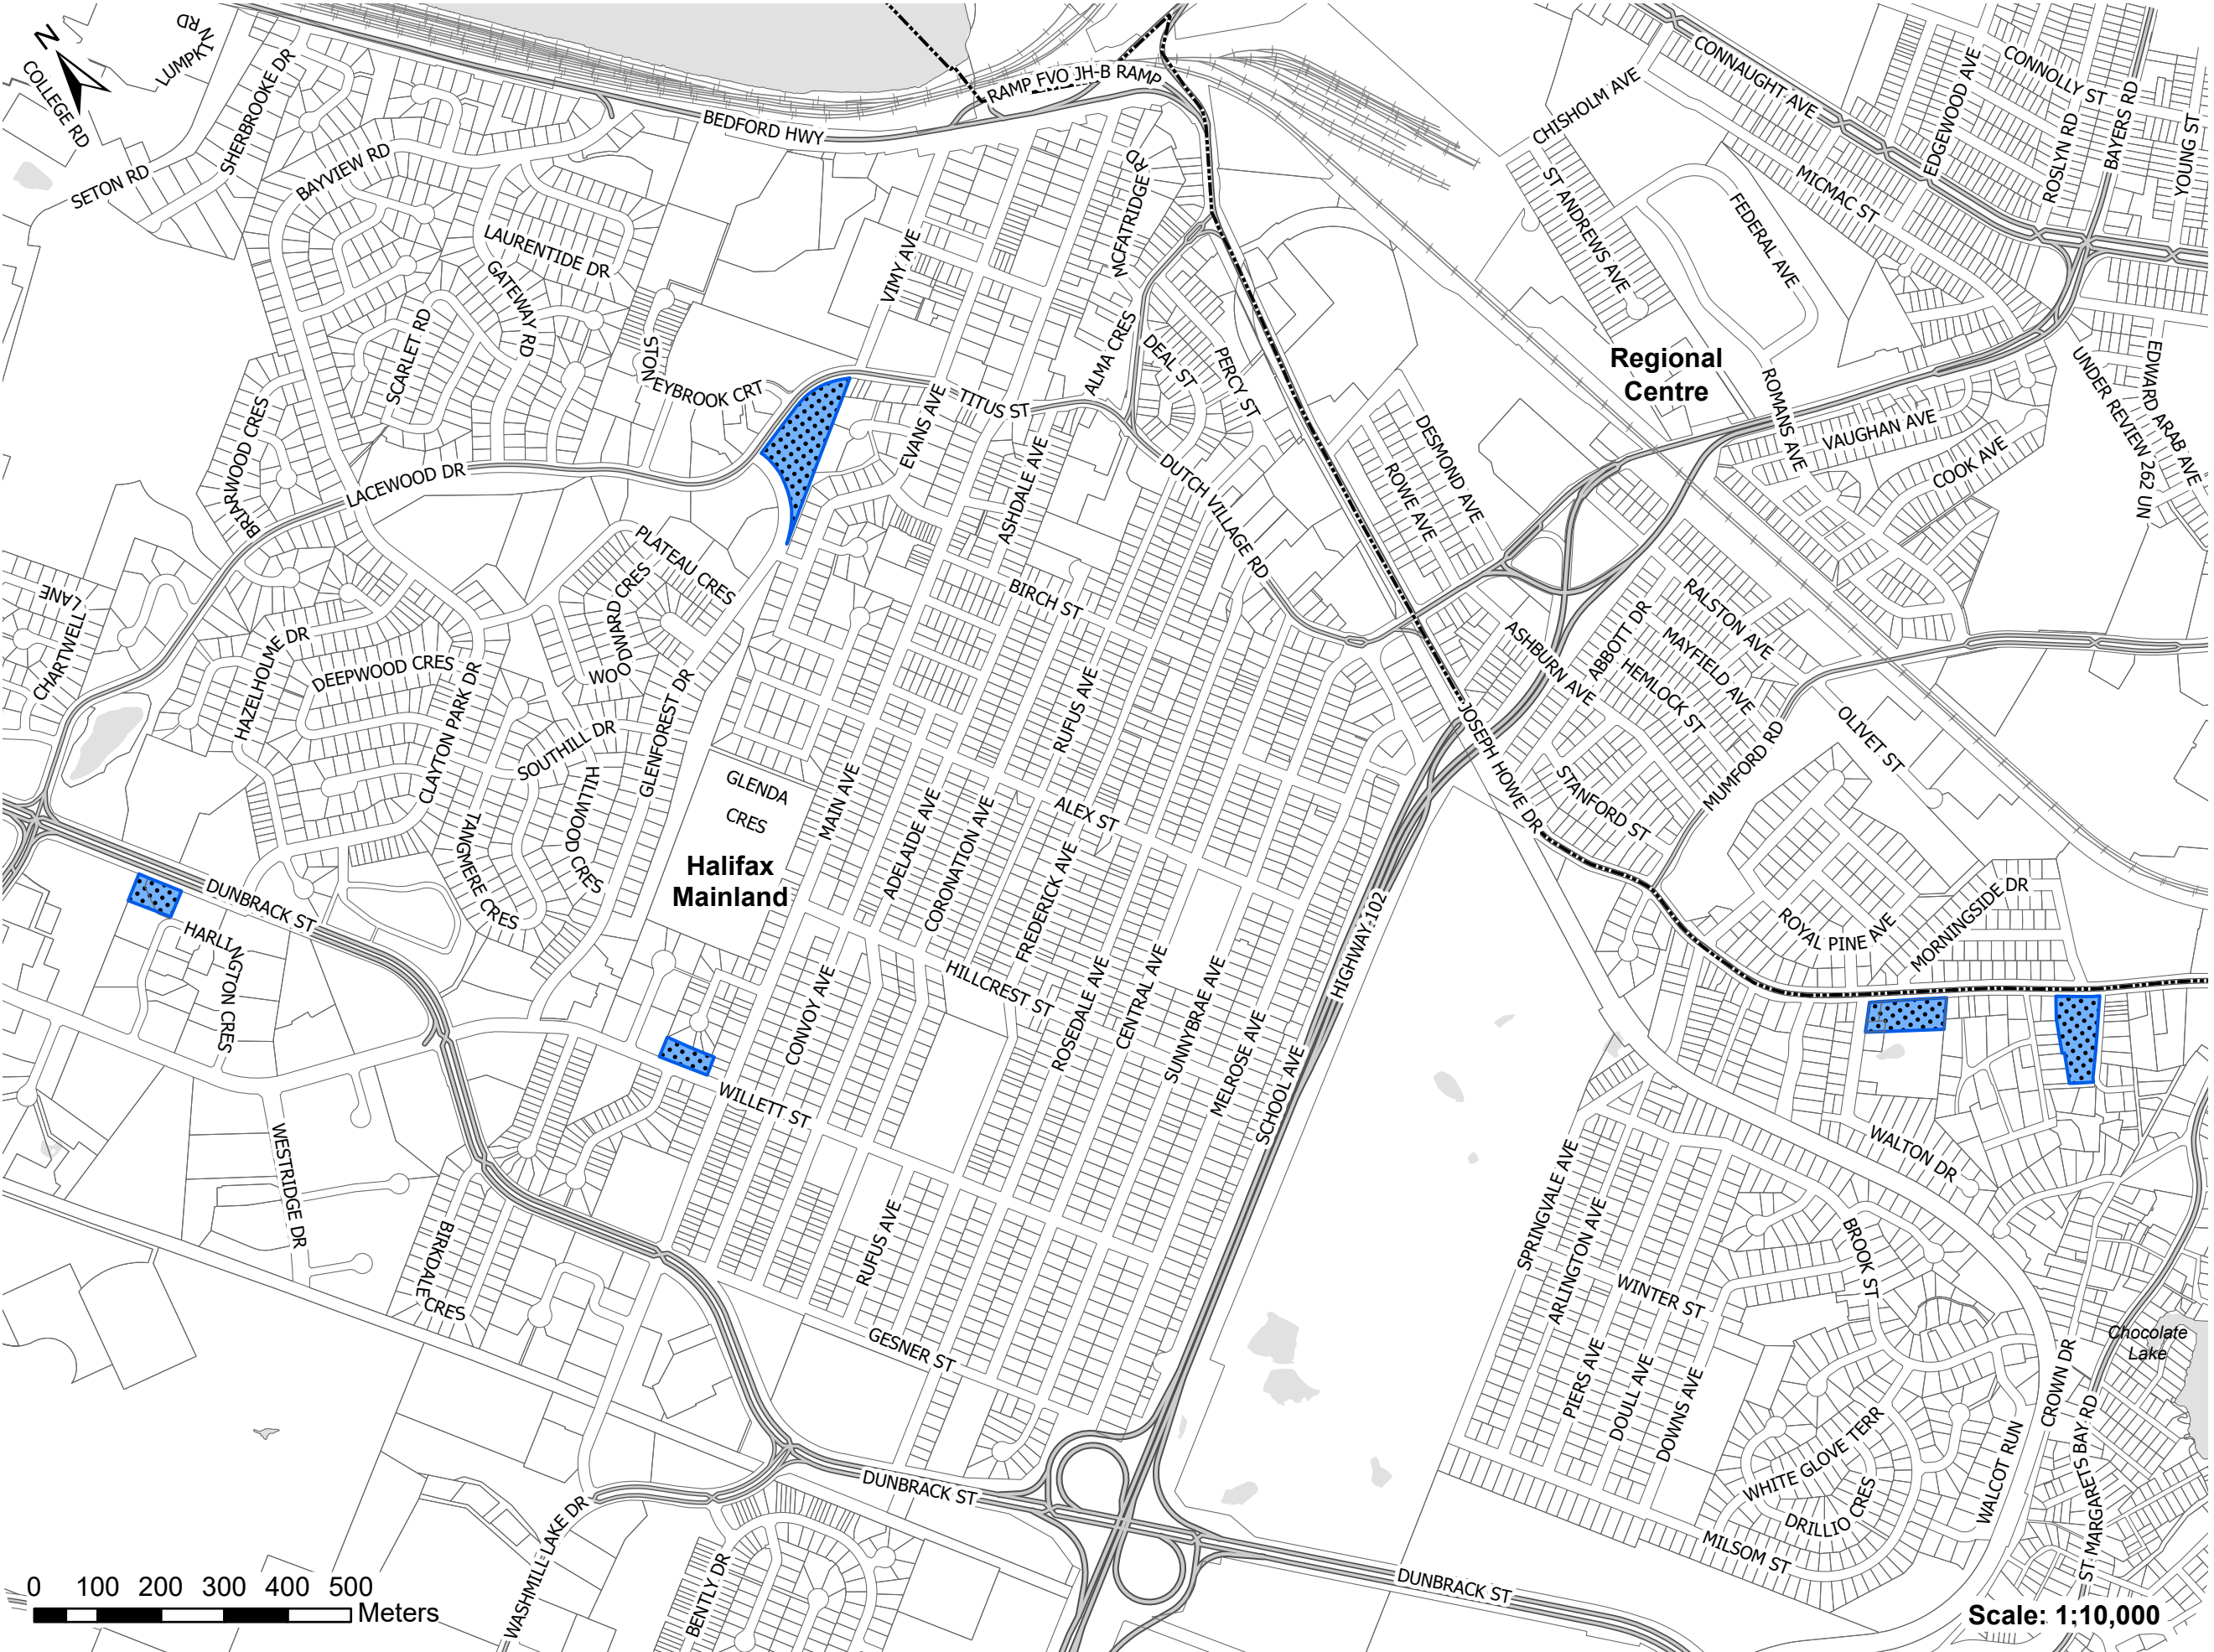 N
COLLEGE RD
LUMPKIN RD
SHERBROOKE DR
SETON RD
BAYVIEW RD
BEDFORD HWY
RAMP FVO JH-B RAMP
CONNAUGHT AVE
CONNOLLY ST
EDGEWOOD AVE
ROSLYN RD
BAYERS RD
YOUNG ST
CHISHOLM AVE
MICMAC ST
ST ANDREWS AVE
FEDERAL AVE
LAURENTIDE DR
GATEWAY RD
SCARLET RD
STONEYBROOK CRT
VIMY AVE
MCFATRIDGE RD
ALMA CRES
DEAL ST
PERCY ST
Regional
Centre
ROMANS AVE
VAUGHAN AVE
COOK AVE
UNDER REVIEW 262 UN
EDWARD ARAB AVE
BRIARWOOD CRES
LACEWOOD DR
EVANS AVE
TITUS ST
ASHDALE AVE
DUTCH VILLAGE RD
DESMOND AVE
ROWE AVE
CHARTWELL LANE
PLATEAU CRES
WOODWARD CRES
BIRCH ST
HAZELHOLME DR
DEEPWOOD CRES
CLAYTON PARK DR
SOUTHILL DR
GLENFOREST DR
HILLWOOD CRES
TANGMERE CRES
RUFUS AVE
ASHBURN AVE
ABBOTT DR
RALSTON AVE
MAYFIELD AVE
HEMLOCK ST
MUMFORD RD
OLIVET ST
JOSEPH HOWE DR
STANFORD ST
GLENDA
CRES
MAIN AVE
ADELAIDE AVE
CORONATION AVE
ALEX ST
FREDERICK AVE
Halifax
Mainland
HIGHWAY 102
ROYAL PINE AVE
MORNINGSIDE DR
DUNBRACK ST
HARLINGTON CRES
CONVOY AVE
HILLCREST ST
ROSEDALE AVE
CENTRAL AVE
SUNNYBRAE AVE
MELROSE AVE
SCHOOL AVE
WILLETT ST
WESTRIDGE DR
BIRKDALE CRES
RUFUS AVE
GESNER ST
WALTON DR
SPRINGVALE AVE
ARLINGTON AVE
WINTER ST
BROOK ST
PIERS AVE
DOULL AVE
DOWNS AVE
Chocolate
Lake
CROWN DR
ST MARGARETS BAY RD
WALCOT RUN
WHITE GLOVE TERR
DRILLIO CRES
MILSOM ST
DUNBRACK ST
DUNBRACK ST
WASHMILL LAKE DR
BENTLY DR
0 100 200 300 400 500
Meters
Scale: 1:10,000